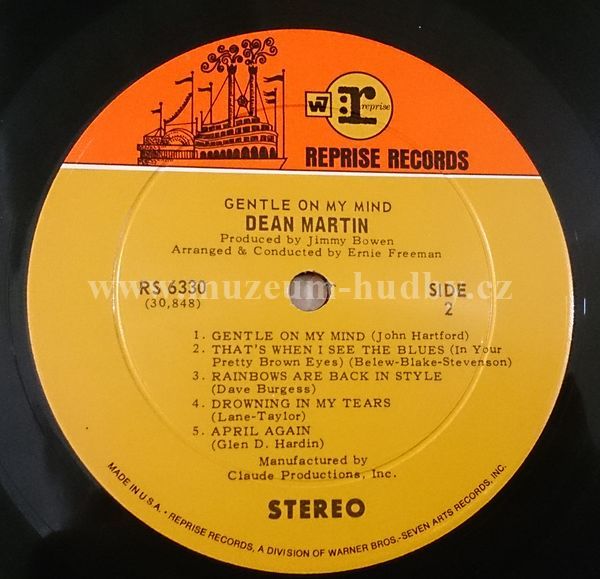 W :r reprise
REPRISE RECORDS
GENTLE ON MY MIND
DEAN MARTIN
Produced by Jimmy Bowen
Arranged & Conducted by Ernie Freeman
www.muzeum-hudby.cz
RS 6330 SIDE
(30,848) 2
1. GENTLE ON MY MIND (John Hartford)
2. THAT'S WHEN I SEE THE BLUES (In Your
Pretty Brown Eyes) (Belew-Blake-Stevenson)
3. RAINBOWS ARE BACK IN STYLE
(Dave Burgess)
4. DROWNING IN MY TEARS
(Lane-Taylor)
5. APRIL AGAIN
(Glen D. Hardin)
Manufactured by
Claude Productions, Inc.
STEREO
MADE IN U.S.A. • REPRISE RECORDS, A DIVISION OF WARNER BROS.-SEVEN ARTS RECORDS, INC.